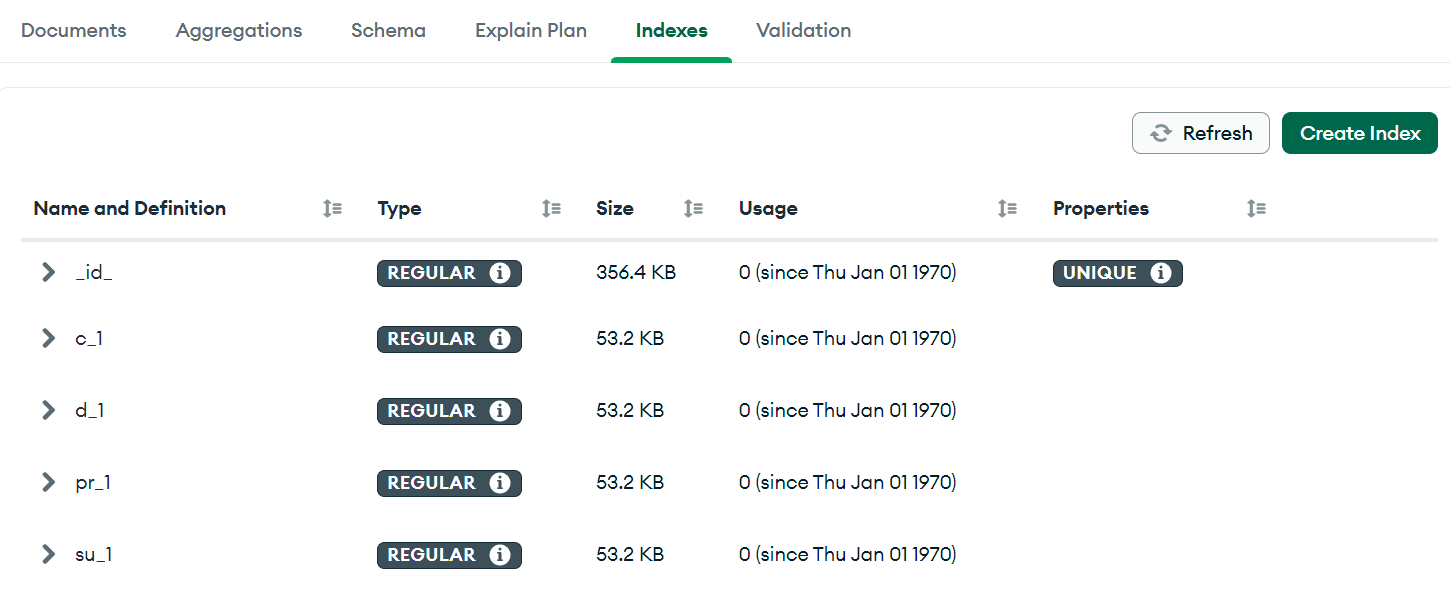 Documents Aggregations Schema Explain Plan Indexes Validation
Refresh Create Index
Name and Definition Type Size Usage Properties
_id_ REGULAR 356.4 KB 0 (since Thu Jan 01 1970) UNIQUE
c_1 REGULAR 53.2 KB 0 (since Thu Jan 01 1970)
d_1 REGULAR 53.2 KB 0 (since Thu Jan 01 1970)
pr_1 REGULAR 53.2 KB 0 (since Thu Jan 01 1970)
su_1 REGULAR 53.2 KB 0 (since Thu Jan 01 1970)